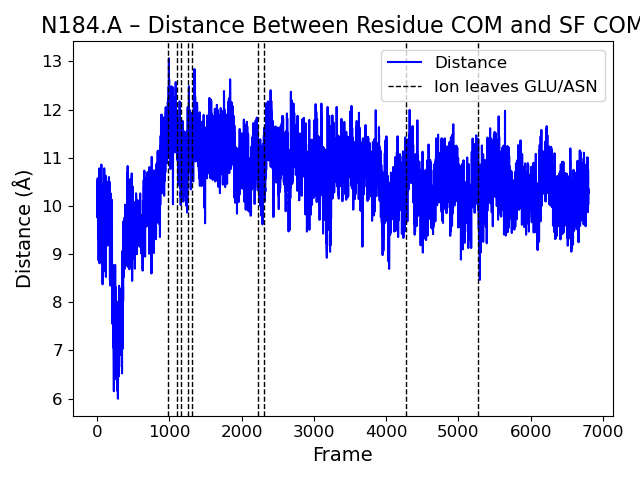 N184.A – Distance Between Residue COM and SF COM
Distance
Ion leaves GLU/ASN
Distance (Å)
13
12
11
10
9
8
7
6
0 1000 2000 3000 4000 5000 6000 7000
Frame